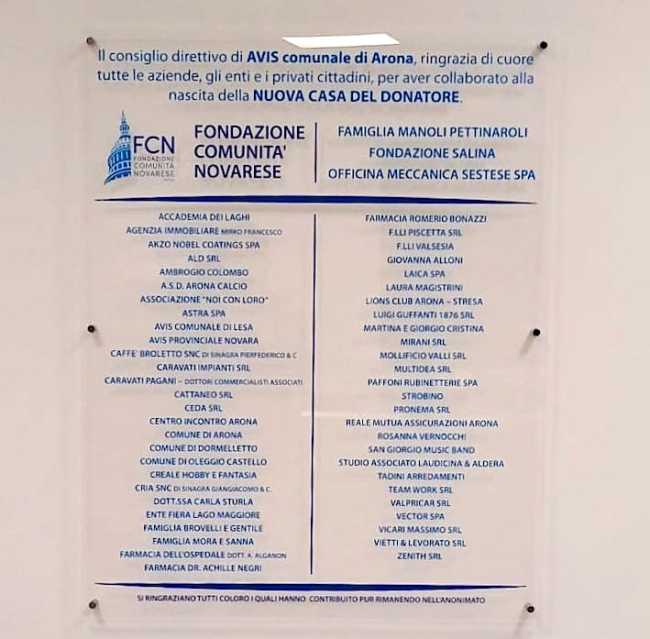 Il consiglio direttivo di AVIS comunale di Arona, ringrazia di cuore
tutte le aziende, gli enti e i privati cittadini, per aver collaborato alla
nascita della NUOVA CASA DEL DONATORE.
FCN
FONDAZIONE
COMUNITÀ
NOVARESE
FONDAZIONE
COMUNITA'
NOVARESE
FAMIGLIA MANOLI PETTINAROLI
FONDAZIONE SALINA
OFFICINA MECCANICA SESTESE SPA
ACCADEMIA DEI LAGHI
AGENZIA IMMOBILIARE MIRKO FRANCESCO
AKZO NOBEL COATINGS SPA
ALD SRL
AMBROGIO COLOMBO
A.S.D. ARONA CALCIO
ASSOCIAZIONE "NOI CON LORO"
ASTRA SPA
AVIS COMUNALE DI LESA
AVIS PROVINCIALE NOVARA
CAFFE' BROLETTO SNC DI SINAGRA PIERFEDERICO & C
CARAVATI IMPIANTI SRL
CARAVATI PAGANI – DOTTORI COMMERCIALISTI ASSOCIATI
CATTANEO SRL
CEDA SRL
CENTRO INCONTRO ARONA
COMUNE DI ARONA
COMUNE DI DORMELLETTO
COMUNE DI OLEGGIO CASTELLO
CREALE HOBBY E FANTASIA
CRIA SNC DI SINAGRA GIANGIACOMO & C.
DOTT.SSA CARLA STURLA
ENTE FIERA LAGO MAGGIORE
FAMIGLIA BROVELLI E GENTILE
FAMIGLIA MORA E SANNA
FARMACIA DELL'OSPEDALE DOTT. A. ALGANON
FARMACIA DR. ACHILLE NEGRI
FARMACIA ROMERIO BONAZZI
F.LLI PISCETTA SRL
F.LLI VALSESIA
GIOVANNA ALLONI
LAICA SPA
LAURA MAGISTRINI
LIONS CLUB ARONA – STRESA
LUIGI GUFFANTI 1876 SRL
MARTINA E GIORGIO CRISTINA
MIRANI SRL
MOLLIFICIO VALLI SRL
MULTIDEA SRL
PAFFONI RUBINETTERIE SPA
STROBINO
PRONEMA SRL
REALE MUTUA ASSICURAZIONI ARONA
ROSANNA VERNOCCHI
SAN GIORGIO MUSIC BAND
STUDIO ASSOCIATO LAUDICINA & ALDERA
TADINI ARREDAMENTI
TEAM WORK SRL
VALPRICAR SRL
VECTOR SPA
VICARI MASSIMO SRL
VIETTI & LEVORATO SRL
ZENITH SRL
SI RINGRAZIANO TUTTI COLORO I QUALI HANNO CONTRIBUITO PUR RIMANENDO NELL'ANONIMATO